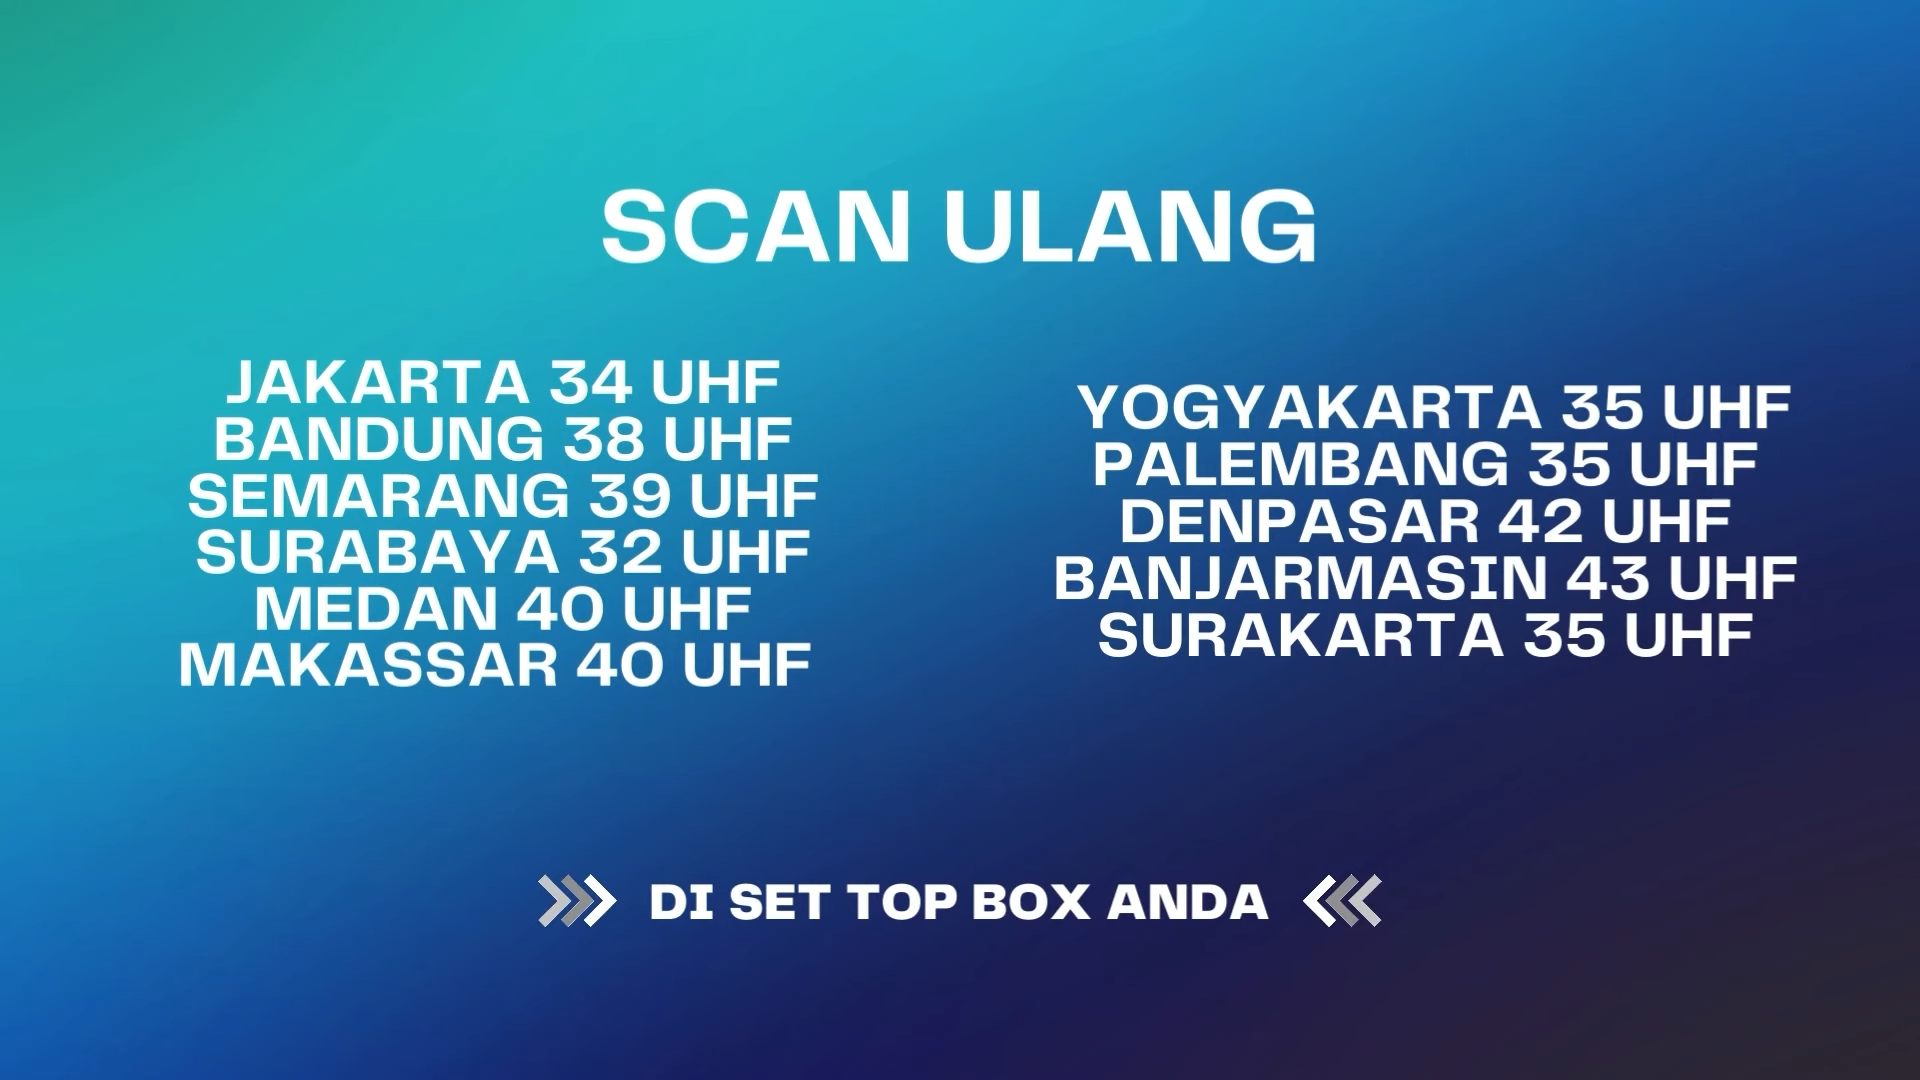 SCAN ULANG
JAKARTA 34 UHF
BANDUNG 38 UHF
SEMARANG 39 UHF
SURABAYA 32 UHF
MEDAN 40 UHF
MAKASSAR 40 UHF
YOGYAKARTA 35 UHF
PALEMBANG 35 UHF
DENPASAR 42 UHF
BANJARMASIN 43 UHF
SURAKARTA 35 UHF
DI SET TOP BOX ANDA